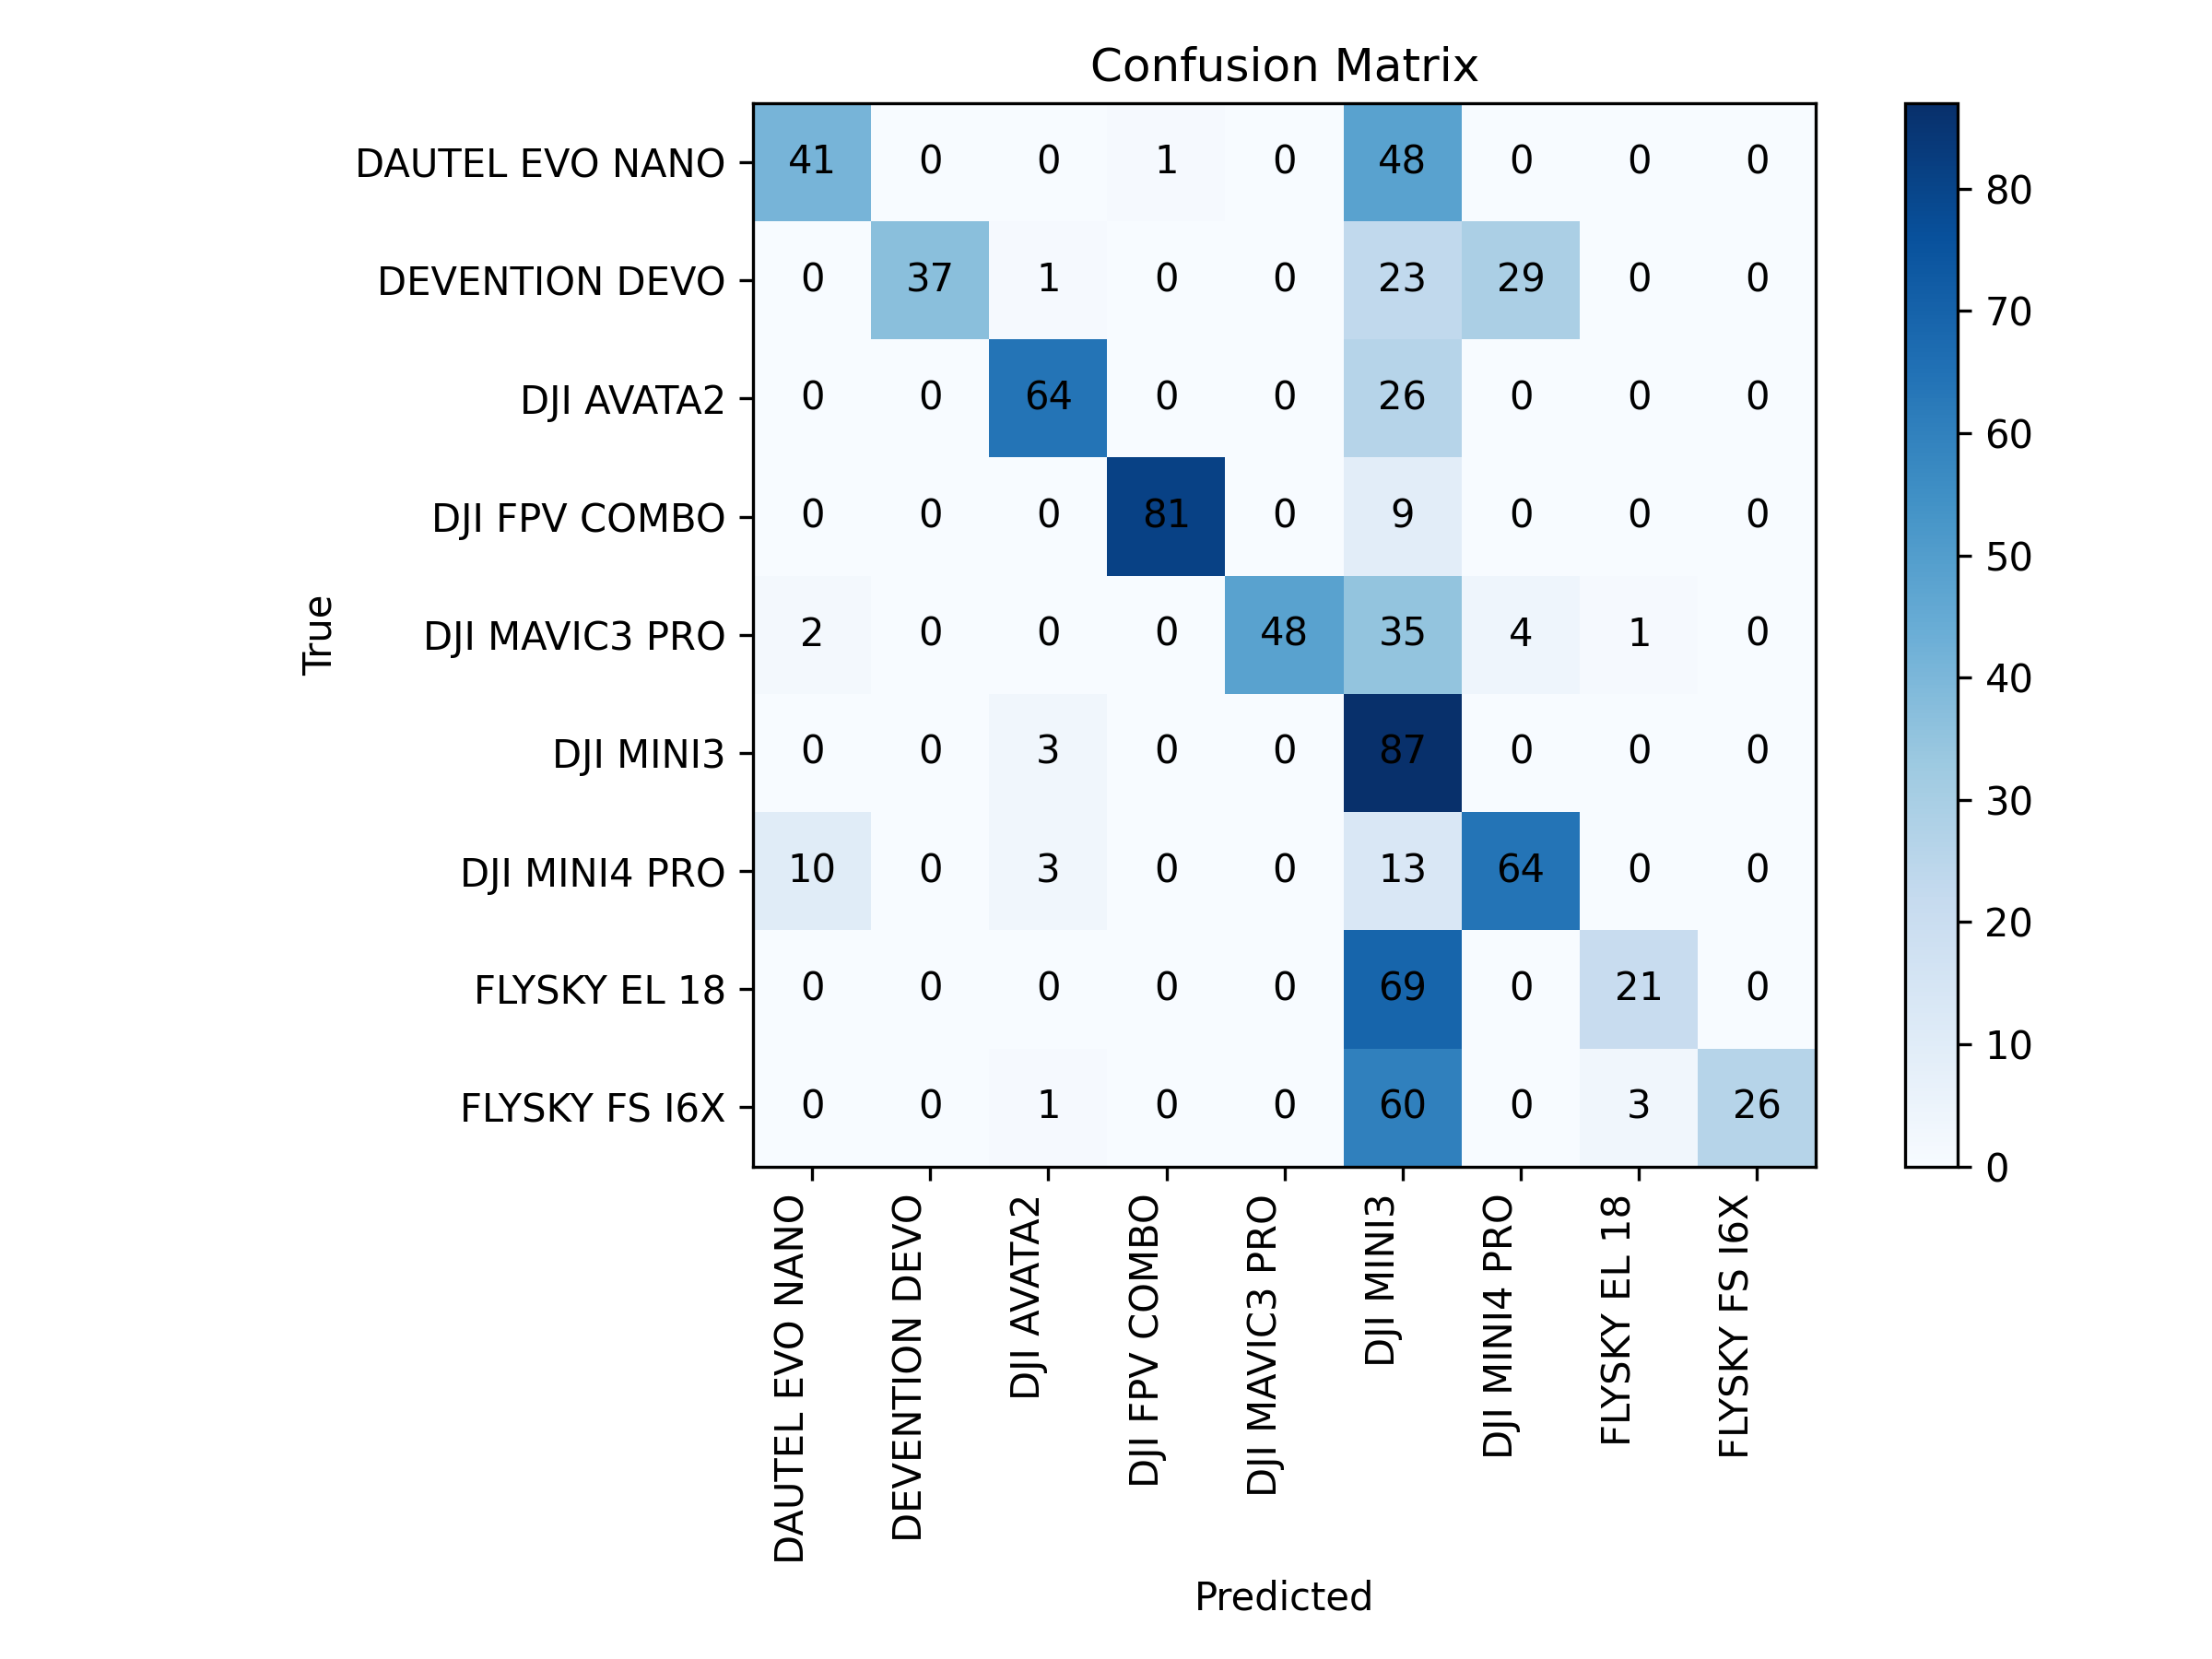 Confusion Matrix
DAUTEL EVO NANO 41 0 0 1 0 48 0 0 0
DEVENTION DEVO 0 37 1 0 0 23 29 0 0
DJI AVATA2 0 0 64 0 0 26 0 0 0
DJI FPV COMBO 0 0 0 81 0 9 0 0 0
DJI MAVIC3 PRO 2 0 0 0 48 35 4 1 0
DJI MINI3 0 0 3 0 0 87 0 0 0
DJI MINI4 PRO 10 0 3 0 0 13 64 0 0
FLYSKY EL 18 0 0 0 0 0 69 0 21 0
FLYSKY FS I6X 0 0 1 0 0 60 0 3 26
True
DAUTEL EVO NANO
DEVENTION DEVO
DJI AVATA2
DJI FPV COMBO
DJI MAVIC3 PRO
DJI MINI3
DJI MINI4 PRO
FLYSKY EL 18
FLYSKY FS I6X
Predicted
80
70
60
50
40
30
20
10
0